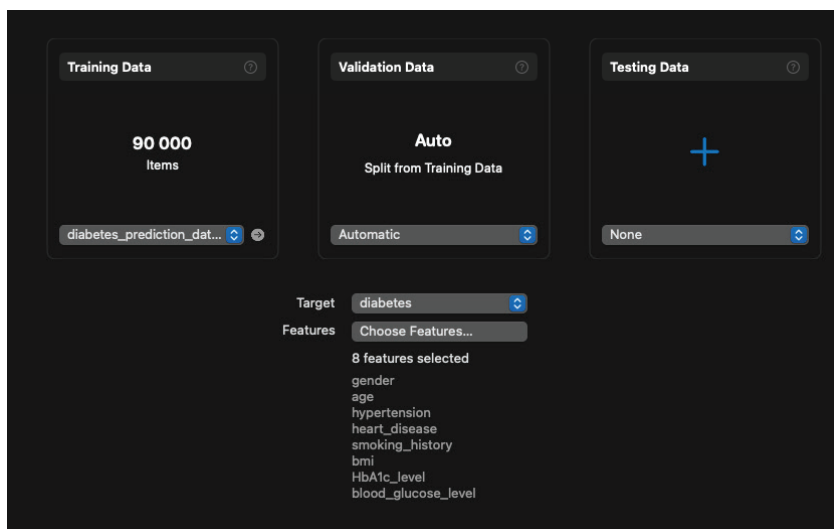 Training Data
Validation Data
Testing Data
90 000
Items
Auto
Split from Training Data
diabetes_prediction_dat...
Automatic
None
Target
diabetes
Features
Choose Features...
8 features selected
gender
age
hypertension
heart_disease
smoking_history
bmi
HbA1c_level
blood_glucose_level